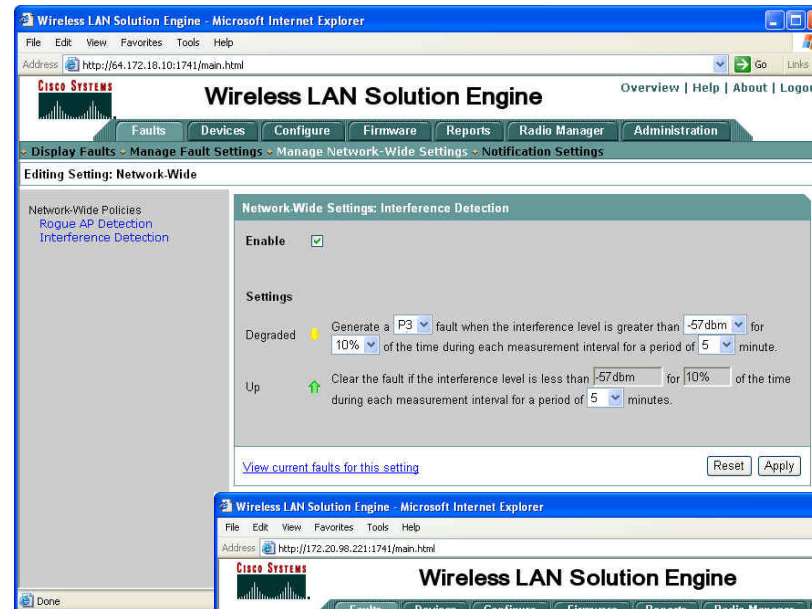 Wireless LAN Solution Engine - Microsoft Internet Explorer
File Edit View Favorites Tools Help
Address http://64.172.18.10:1741/main.html Go Links
CISCO SYSTEMS
Wireless LAN Solution Engine
Overview | Help | About |
Faults Devices Configure Firmware Reports Radio Manager Administration
Display Faults Manage Fault Settings Manage Network-Wide Settings Notification Settings
Editing Setting: Network-Wide
Network-Wide Policies
Rogue AP Detection
Interference Detection
Network-Wide Settings: Interference Detection
Enable
Settings
Degraded
Generate a P3 fault when the interference level is greater than -57dbm for
10% of the time during each measurement interval for a period of 5 minute.
Up
Clear the fault if the interference level is less than -57dbm for 10% of the time
during each measurement interval for a period of 5 minutes.
View current faults for this setting
Reset Apply
Wireless LAN Solution Engine - Microsoft Internet Explorer
File Edit View Favorites Tools Help
Address http://172.20.98.221:1741/main.html
CISCO SYSTEMS
Wireless LAN Solution Engine
Faults Devices Configure Firmware Reports Radio Manager
Done